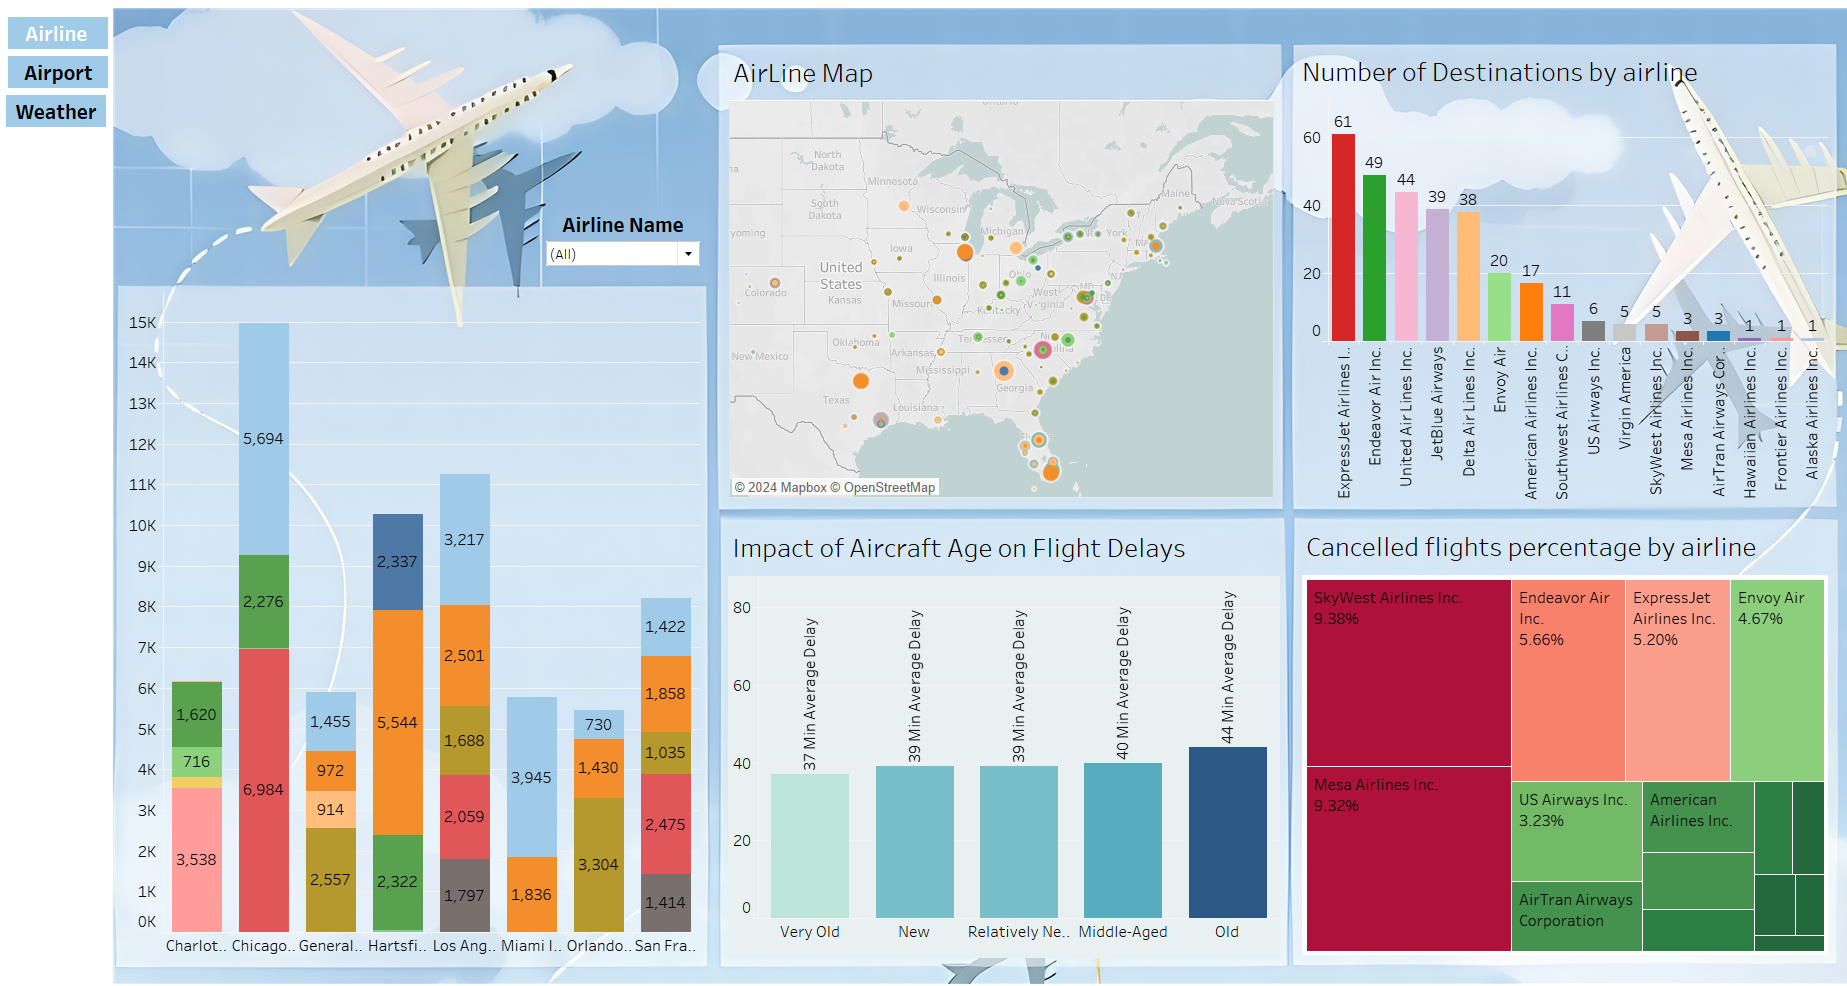 Airline
Airport
Weather
Airline Name
(All)
15K
14K
13K
12K
11K
10K
9K
8K
7K
6K
5K
4K
3K
2K
1K
0K
1,620
716
3,538
5,694
2,276
6,984
1,455
972
914
2,557
2,337
5,544
2,322
3,217
2,501
1,688
2,059
1,797
3,945
1,836
730
1,430
3,304
1,422
1,858
1,035
2,475
1,414
Charlot..
Chicago..
General..
Hartsfi..
Los Ang..
Miami I..
Orlando..
San Fra..
AirLine Map
Ontario
North
Dakota
Minnesota
South
Dakota
Wisconsin
Michigan
Maine
Nova Scotia
York
MA
yoming
Iowa
United
States
Illinois
Ohio
NJ
MD
DE
Colorado
Kansas
Missouri
West
Virginia
Kentucky
Oklahoma
Tennessee
New Mexico
Arkansas
Mississippi
Georgia
Texas
Louisiana
© 2024 Mapbox © OpenStreetMap
Number of Destinations by airline
60
40
20
0
61
49
44
39
38
20
17
11
6
5
5
3
3
1
1
1
ExpressJet Airlines I..
Endeavor Air Inc.
United Air Lines Inc.
JetBlue Airways
Delta Air Lines Inc.
Envoy Air
American Airlines Inc.
Southwest Airlines C..
US Airways Inc.
Virgin America
SkyWest Airlines Inc.
Mesa Airlines Inc.
AirTran Airways Cor..
Hawaiian Airlines Inc.
Frontier Airlines Inc.
Alaska Airlines Inc.
Impact of Aircraft Age on Flight Delays
80
60
40
20
0
37 Min Average Delay
39 Min Average Delay
39 Min Average Delay
40 Min Average Delay
44 Min Average Delay
Very Old
New
Relatively Ne..
Middle-Aged
Old
Cancelled flights percentage by airline
SkyWest Airlines Inc.
9.38%
Mesa Airlines Inc.
9.32%
Endeavor Air
Inc.
5.66%
ExpressJet
Airlines Inc.
5.20%
Envoy Air
4.67%
US Airways Inc.
3.23%
AirTran Airways
Corporation
American
Airlines Inc.